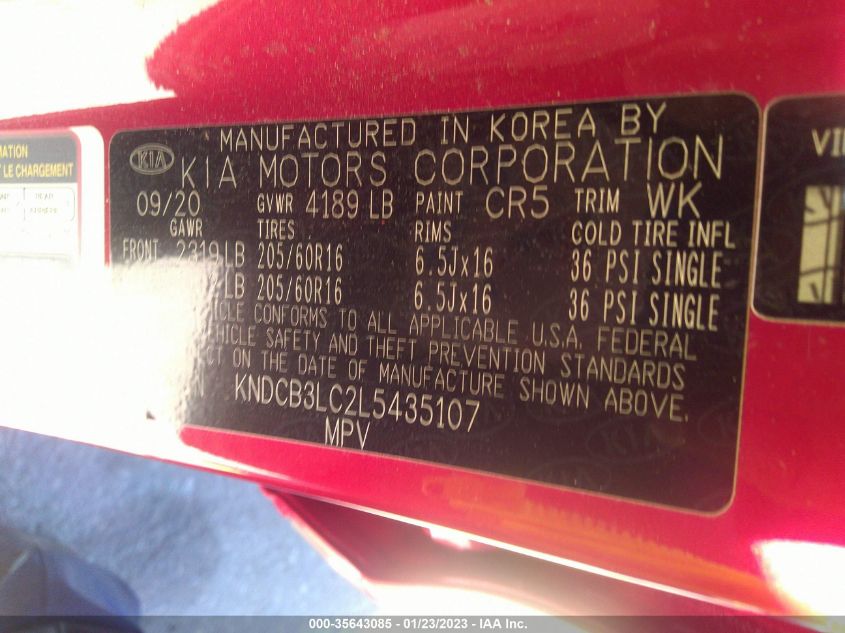 MATION
LE CHARGEMENT
MANUFACTURED IN KOREA BY
KIA KIA MOTORS CORPORATION
09/20 GVWR 4189 LB PAINT CR5 TRIM WK
GAWR TIRES RIMS COLD TIRE INFL
FRONT 2319 LB 205/60R16 6.5Jx16 36 PSI SINGLE
LB 205/60R16 6.5Jx16 36 PSI SINGLE
CONFORMS TO ALL APPLICABLE U.S.A. FEDERAL
SAFETY AND THEFT PREVENTION STANDARDS
ON THE DATE OF MANUFACTURE SHOWN ABOVE.
KNDCB3LC2L5435107
MPV
VI
000-35643085 - 01/23/2023 - IAA Inc.